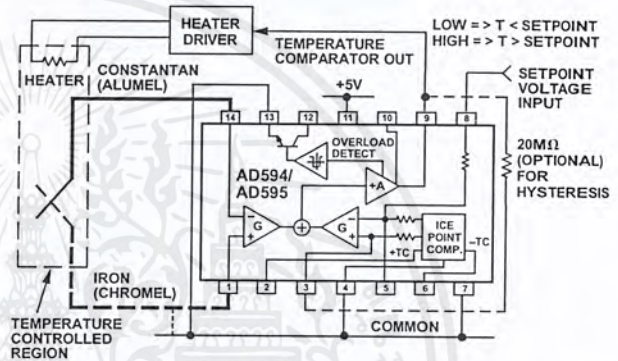 HEATER
DRIVER
LOW => T < SETPOINT
HIGH => T > SETPOINT
TEMPERATURE
COMPARATOR OUT
HEATER
CONSTANTAN
(ALUMEL)
+5V
SETPOINT
VOLTAGE
INPUT
14 13 12 11 10 9 8
OVERLOAD
DETECT
20MΩ
(OPTIONAL)
FOR
HYSTERESIS
AD594/
AD595
+A
– G +
– G +
ICE
POINT
COMP.
–TC
+TC
IRON
(CHROMEL)
1 2 3 4 5 6 7
TEMPERATURE
CONTROLLED
REGION
COMMON